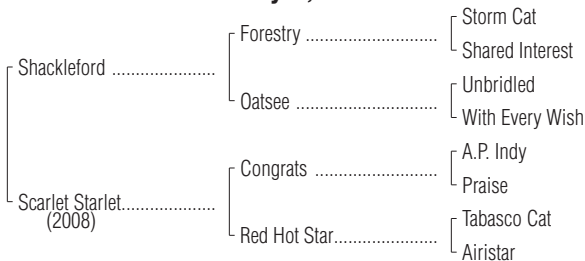 Storm Cat
Forestry ........................................
Shared Interest
Shackleford ........................
Unbridled
Oatsee ..........................................
With Every Wish
A.P. Indy
Congrats ......................................
Praise
Scarlet Starlet......................
(2008)
Tabasco Cat
Red Hot Star................................
Airistar